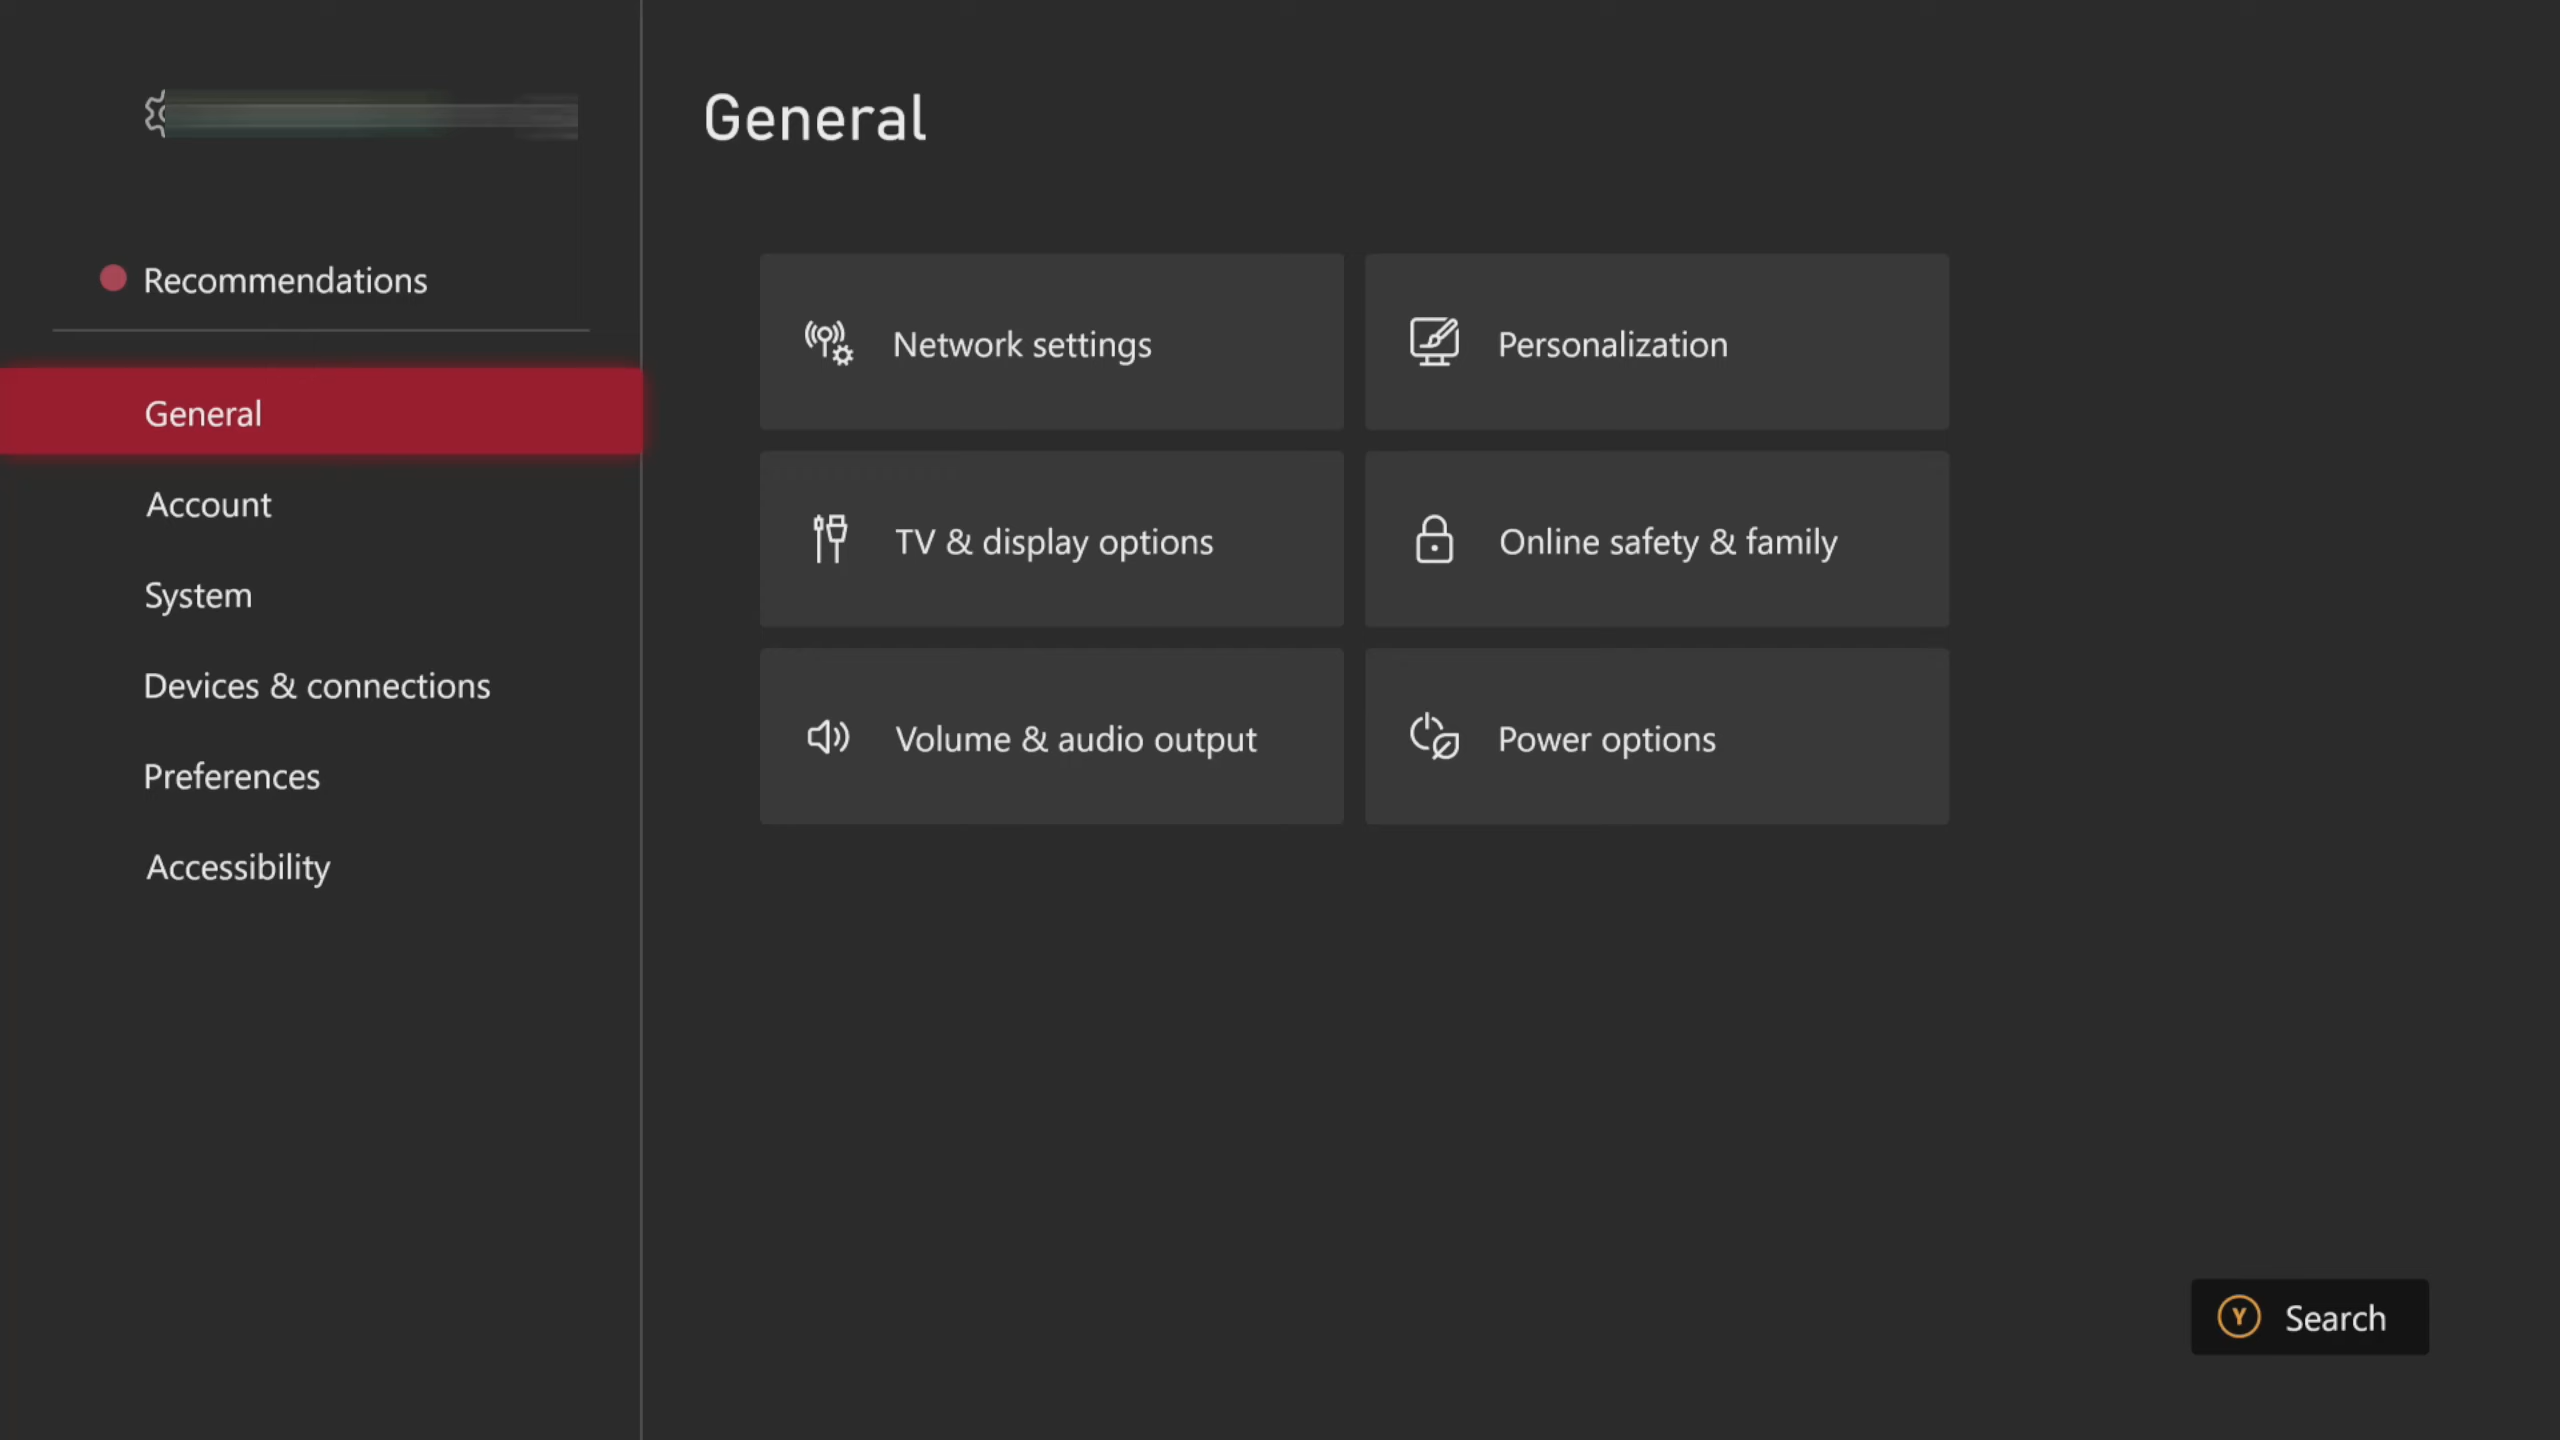 General
Recommendations
General
Account
System
Devices & connections
Preferences
Accessibility
Network settings
Personalization
TV & display options
Online safety & family
Volume & audio output
Power options
Y Search